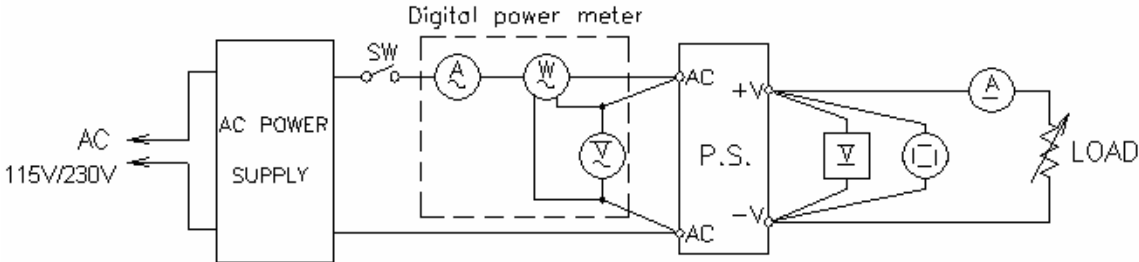 Digital power meter
SW
A
W
AC
+V
A
AC POWER
SUPPLY
AC
115V/230V
V
P.S.
V
LOAD
AC
-V